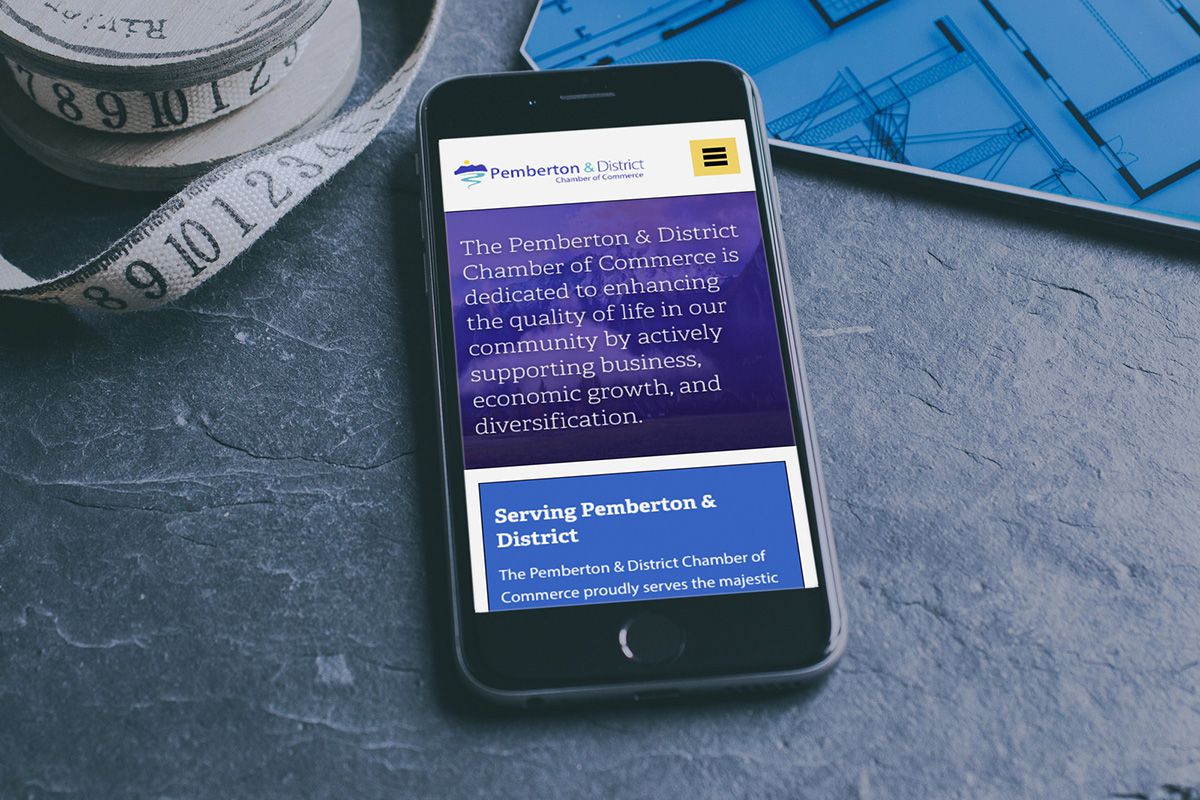 River
7 8 9 10 1 2
8 9 10 1 2 3 4
Pemberton & District
Chamber of Commerce
The Pemberton & District
Chamber of Commerce is
dedicated to enhancing
the quality of life in our
community by actively
supporting business,
economic growth, and
diversification.
Serving Pemberton &
District
The Pemberton & District Chamber of
Commerce proudly serves the majestic